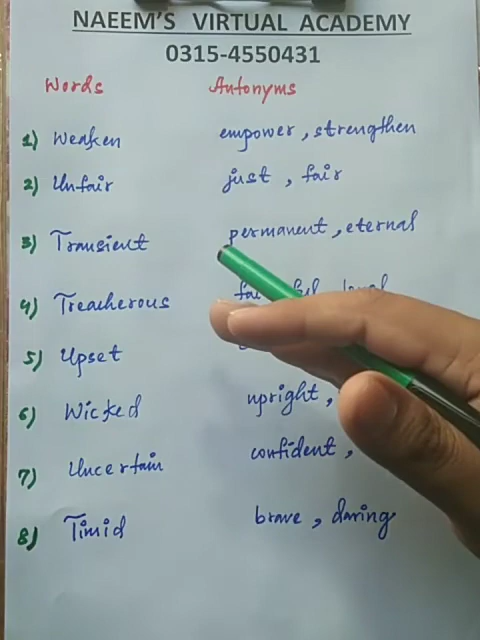 NAEEM'S VIRTUAL ACADEMY
0315-4550431
Words Antonyms
1) Weaken empower, strengthen
2) Unfair just, fair
3) Transient permanent, eternal
4) Treacherous
5) Upset
6) Wicked upright,
7) Uncertain confident,
8) Timid brave, daring